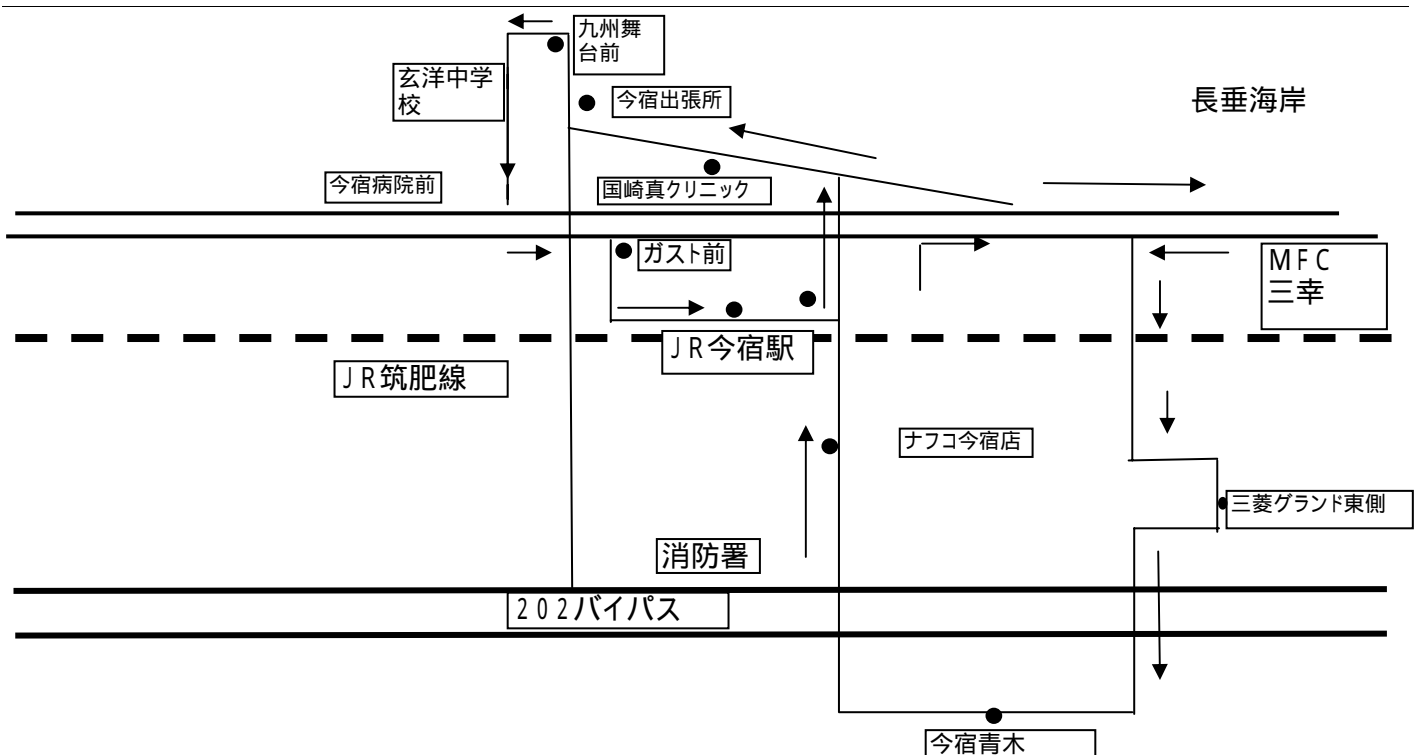 九州舞
台前
玄洋中学
校
今宿出張所
長垂海岸
今宿病院前
国崎真クリニック
ガスト前
MFC
三幸
JR今宿駅
JR筑肥線
ナフコ今宿店
三菱グランド東側
消防署
202バイパス
今宿青木